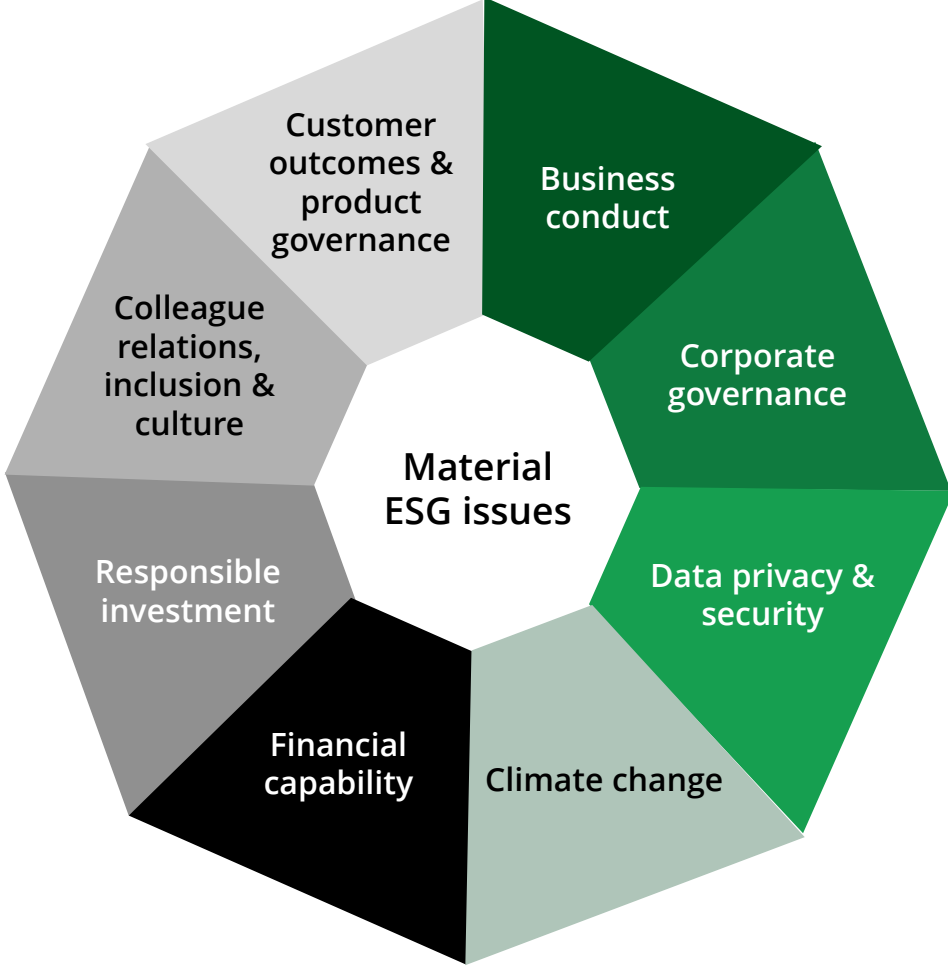 Customer
outcomes &
product
governance
Business
conduct
Colleague
relations,
inclusion &
culture
Corporate
governance
Material
ESG issues
Responsible
investment
Data privacy &
security
Financial
capability
Climate change